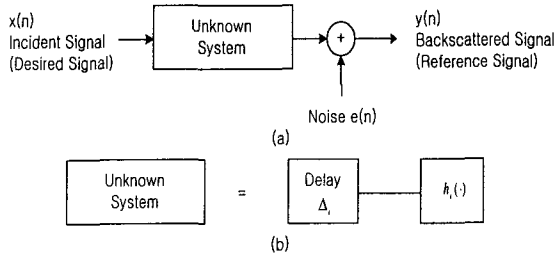 x(n)
Incident Signal
(Desired Signal)
Unknown
System
+
y(n)
Backscattered Signal
(Reference Signal)
Noise e(n)
(a)
Unknown
System
=
Delay
Δᵢ
hᵢ(·)
(b)